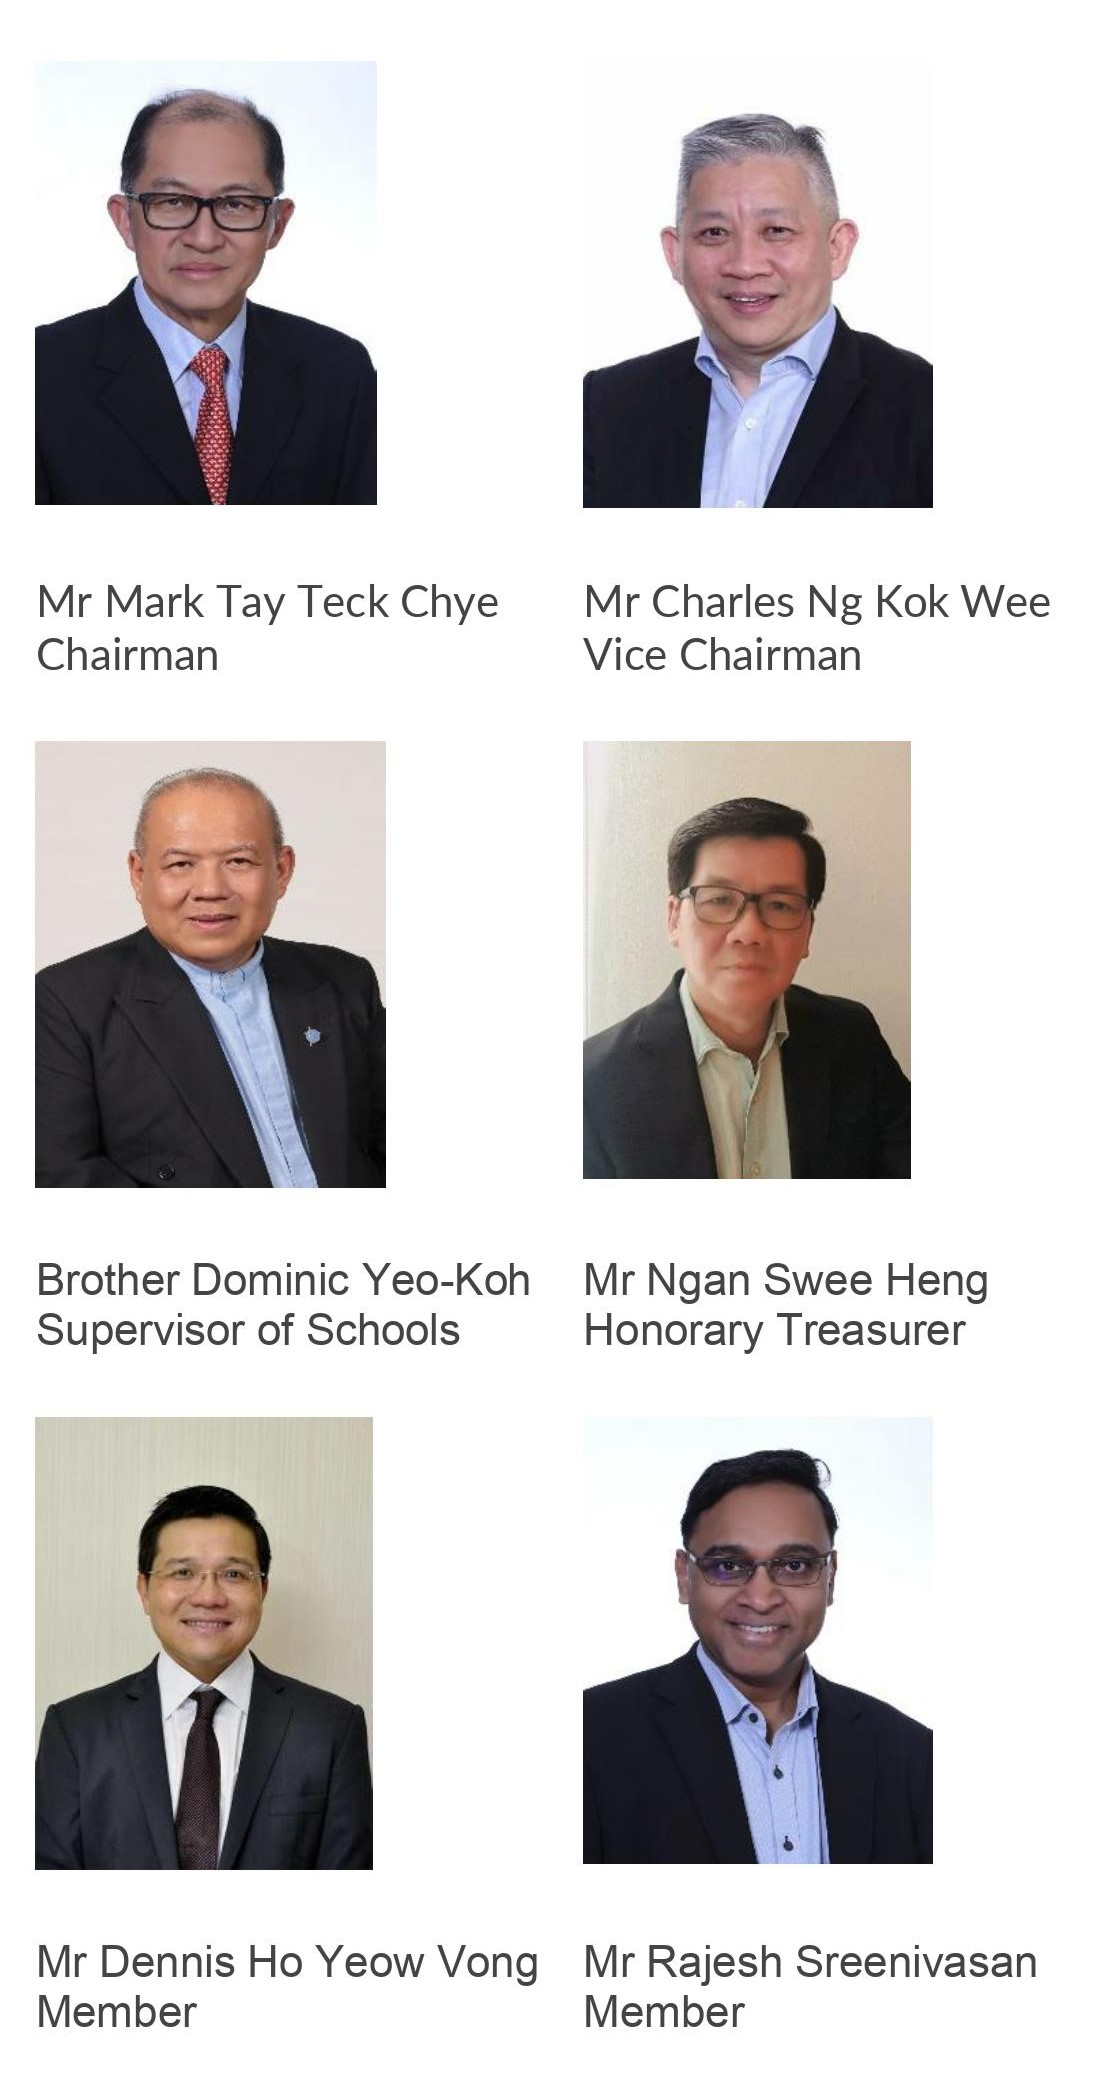 Mr Mark Tay Teck Chye
Chairman
Mr Charles Ng Kok Wee
Vice Chairman
Brother Dominic Yeo-Koh
Supervisor of Schools
Mr Ngan Swee Heng
Honorary Treasurer
Mr Dennis Ho Yeow Vong
Member
Mr Rajesh Sreenivasan
Member